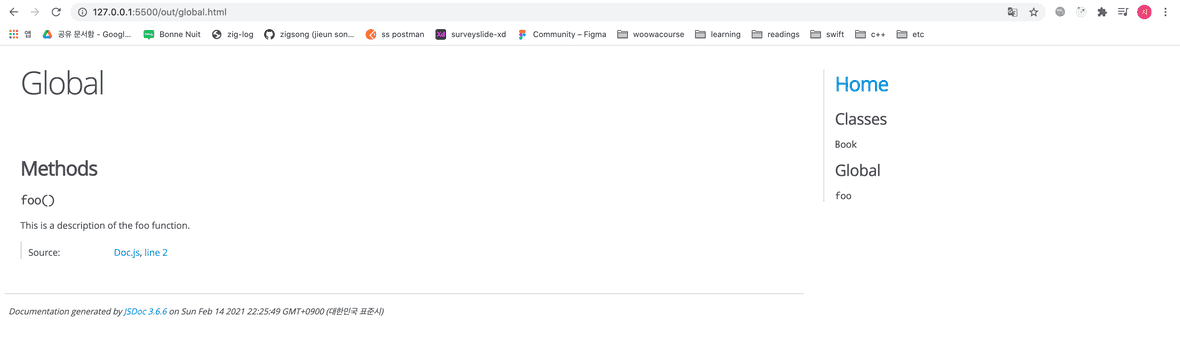 127.0.0.1:5500/out/global.html
앱 공유 문서함 - Googl... Bonne Nuit zig-log zigsong (jieun son... ss postman surveyslide-xd Community – Figma woowacourse learning readings swift c++ etc
Global
Methods
foo()
This is a description of the foo function.
Source: Doc.js, line 2
Documentation generated by JSDoc 3.6.6 on Sun Feb 14 2021 22:25:49 GMT+0900 (대한민국 표준시)
Home
Classes
Book
Global
foo